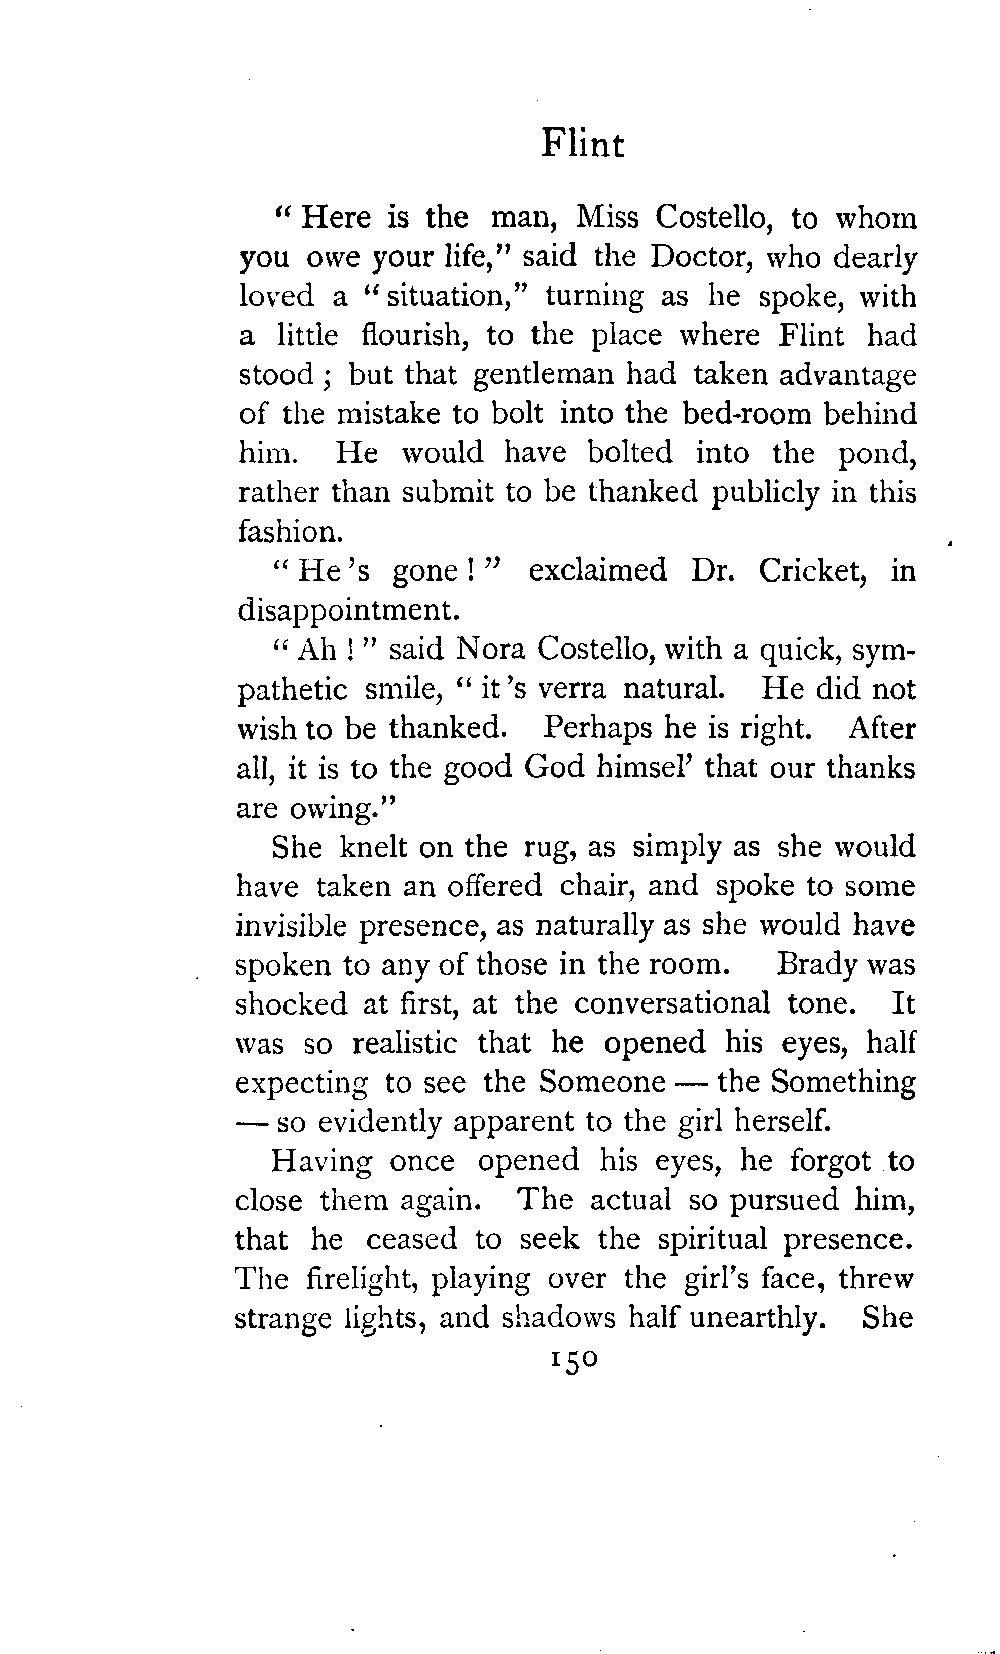 Flint
" Here is the man, Miss Costello, to whom
you owe your life," said the Doctor, who dearly
loved a " situation," turning as he spoke, with
a little flourish, to the place where Flint had
stood ; but that gentleman had taken advantage
of the mistake to bolt into the bed-room behind
him. He would have bolted into the pond,
rather than submit to be thanked publicly in this
fashion.
" He 's gone ! " exclaimed Dr. Cricket, in
disappointment.
" Ah ! " said Nora Costello, with a quick, sym-
pathetic smile, " it 's verra natural. He did not
wish to be thanked. Perhaps he is right. After
all, it is to the good God himsel' that our thanks
are owing."
She knelt on the rug, as simply as she would
have taken an offered chair, and spoke to some
invisible presence, as naturally as she would have
spoken to any of those in the room. Brady was
shocked at first, at the conversational tone. It
was so realistic that he opened his eyes, half
expecting to see the Someone — the Something
— so evidently apparent to the girl herself.
Having once opened his eyes, he forgot to
close them again. The actual so pursued him,
that he ceased to seek the spiritual presence.
The firelight, playing over the girl's face, threw
strange lights, and shadows half unearthly. She
150